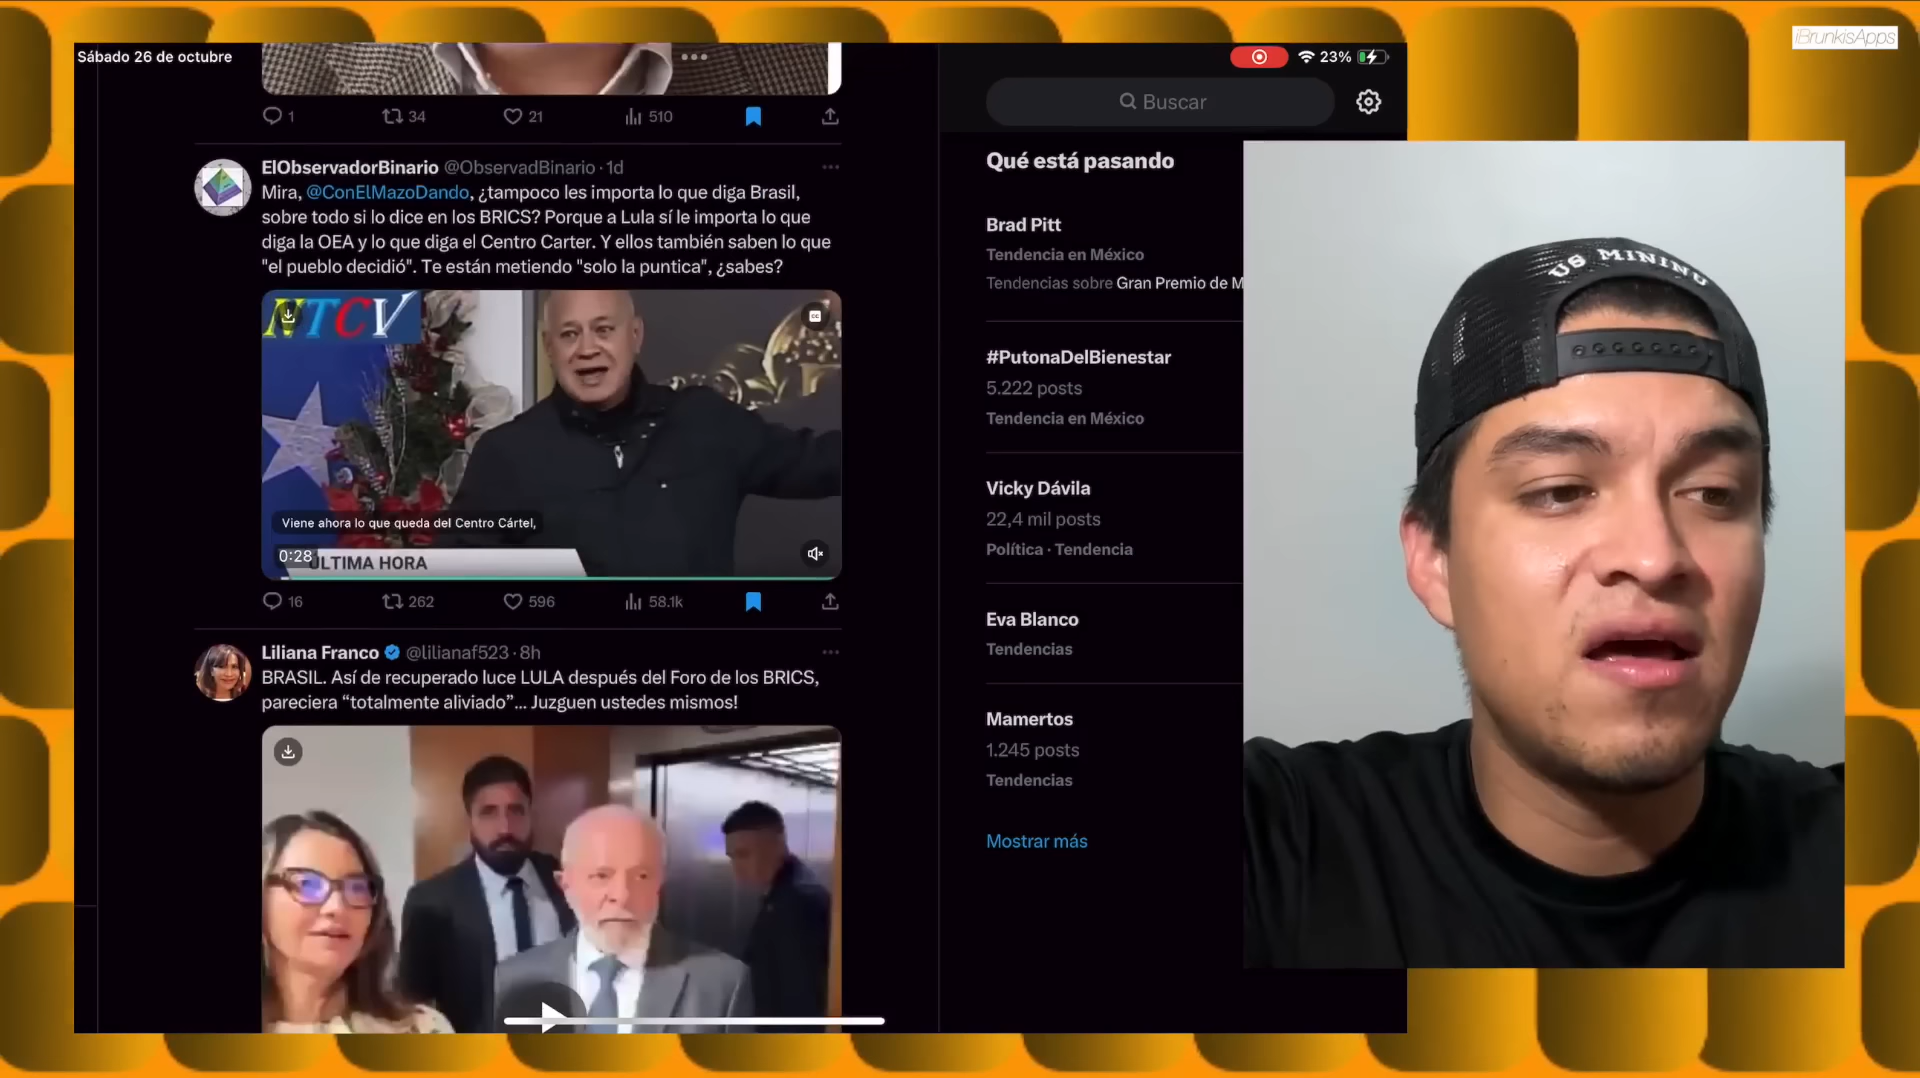 iBrunkisApps
Sábado 26 de octubre
23%
1
34
21
510
Buscar
ElObservadorBinario @ObservadBinario · 1d
Mira, @ConElMazoDando, ¿tampoco les importa lo que diga Brasil,
sobre todo si lo dice en los BRICS? Porque a Lula sí le importa lo que
diga la OEA y lo que diga el Centro Carter. Y ellos también saben lo que
"el pueblo decidió". Te están metiendo "solo la puntica", ¿sabes?
NTCV
CC
Viene ahora lo que queda del Centro Cártel,
0:28
ÚLTIMA HORA
16
262
596
58.1k
Liliana Franco @lilianaf523 · 8h
BRASIL. Así de recuperado luce LULA después del Foro de los BRICS,
pareciera “totalmente aliviado”... Juzguen ustedes mismos!
Qué está pasando
Brad Pitt
Tendencia en México
Tendencias sobre Gran Premio de M
#PutonaDelBienestar
5.222 posts
Tendencia en México
Vicky Dávila
22,4 mil posts
Política · Tendencia
Eva Blanco
Tendencias
Mamertos
1.245 posts
Tendencias
Mostrar más
US MININU